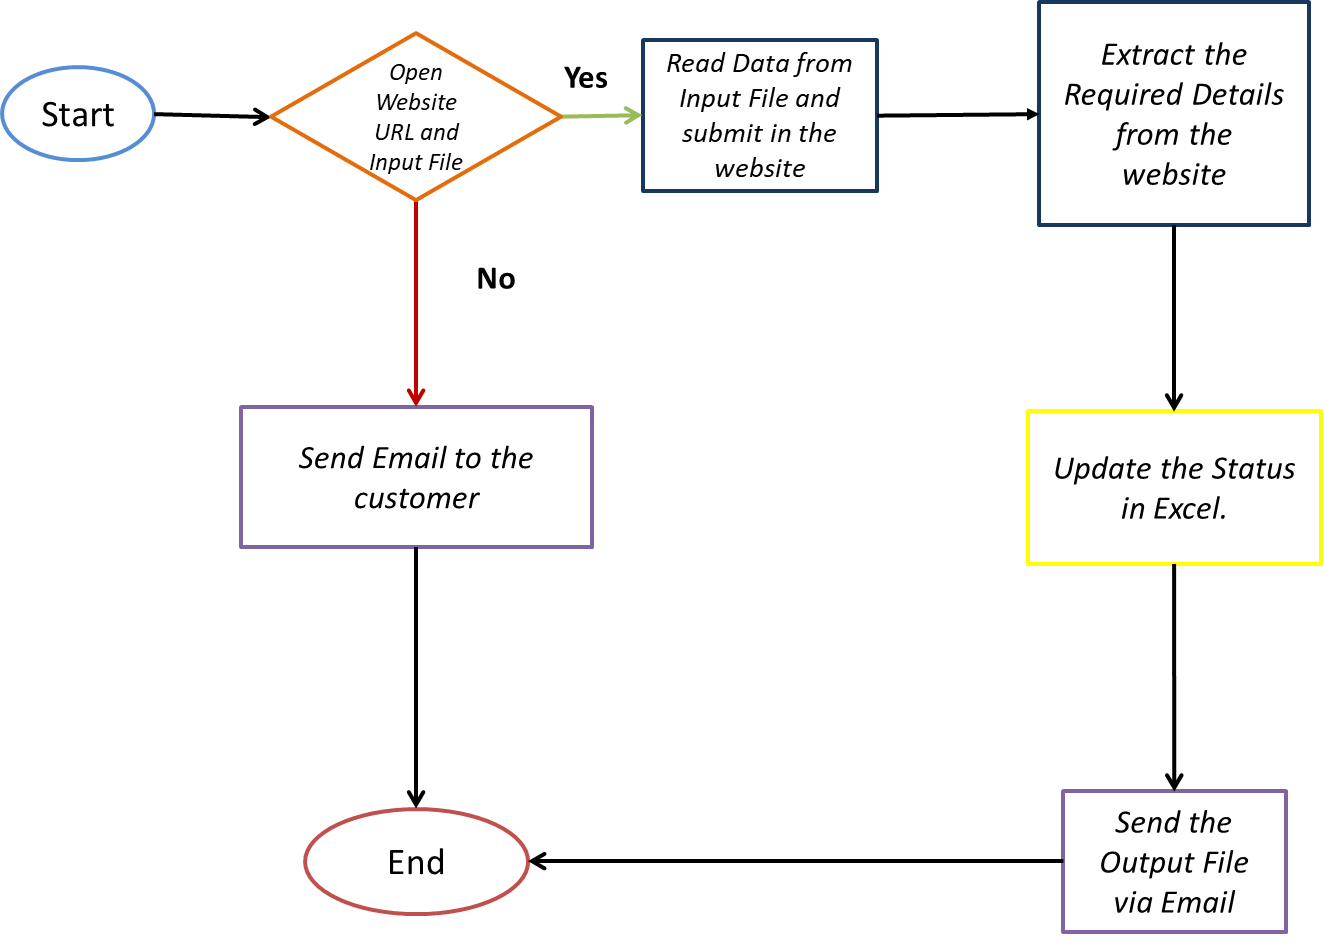 Start
Open
Website
URL and
Input File
Yes
Read Data from
Input File and
submit in the
website
Extract the
Required Details
from the
website
No
Send Email to the
customer
Update the Status
in Excel.
End
Send the
Output File
via Email